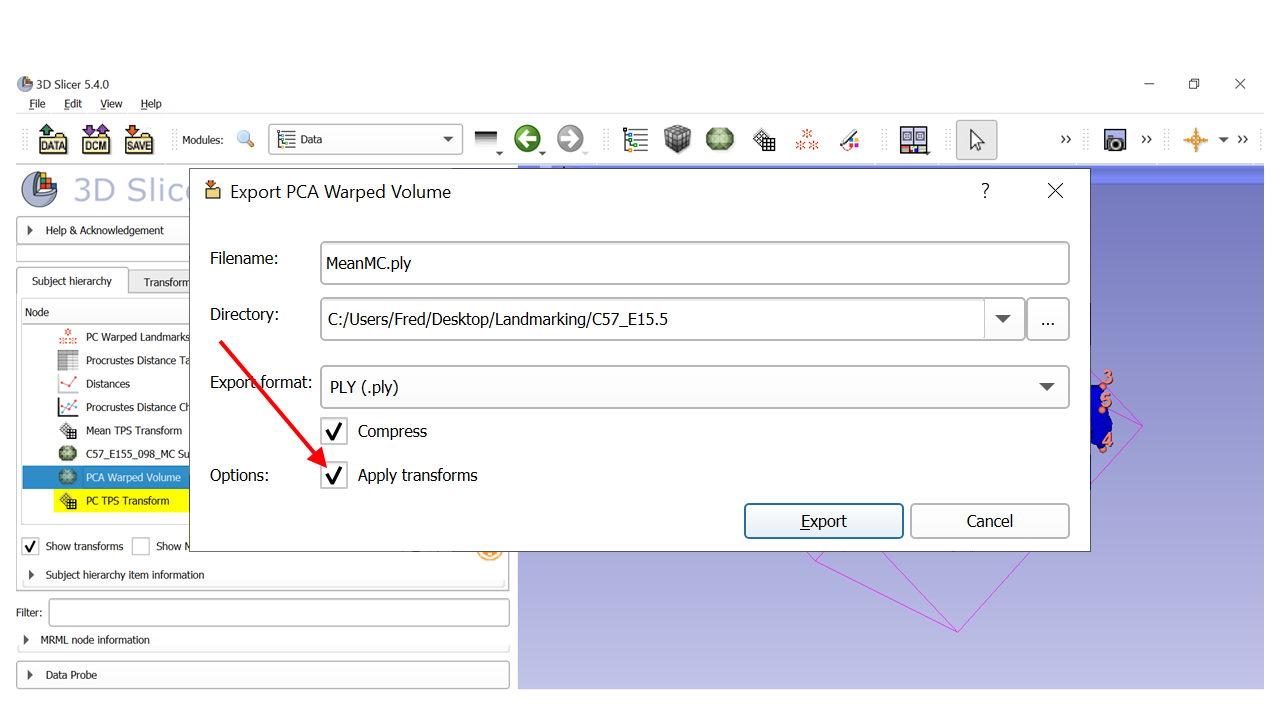 3D Slicer 5.4.0
File Edit View Help
DATA DCM SAVE Modules: Data
3D Slic
Export PCA Warped Volume ?
Help & Acknowledgement
Filename: MeanMC.ply
Subject hierarchy Transform
Node
Directory: C:/Users/Fred/Desktop/Landmarking/C57_E15.5 ...
PC Warped Landmarks
Procrustes Distance Ta
Distances
Export format: PLY (.ply)
Procrustes Distance Ch
Mean TPS Transform
Compress
C57_E155_098_MC Su
PCA Warped Volume
Options: Apply transforms
PC TPS Transform
Export Cancel
3
5
4
Show transforms Show
Subject hierarchy item information
Filter:
MRML node information
Data Probe